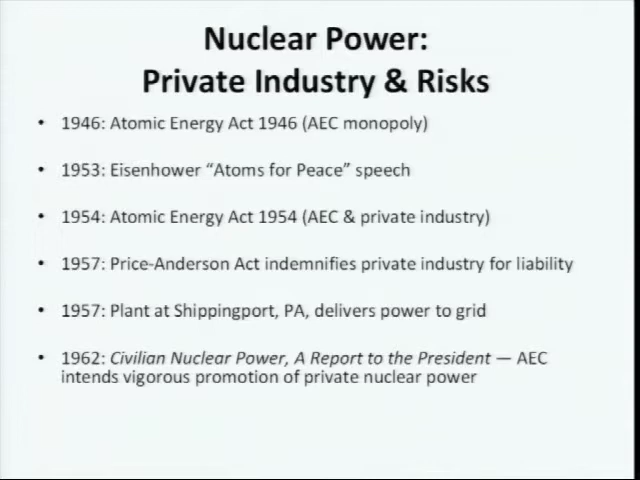 Nuclear Power:
Private Industry & Risks
• 1946: Atomic Energy Act 1946 (AEC monopoly)
• 1953: Eisenhower “Atoms for Peace” speech
• 1954: Atomic Energy Act 1954 (AEC & private industry)
• 1957: Price-Anderson Act indemnifies private industry for liability
• 1957: Plant at Shippingport, PA, delivers power to grid
• 1962: Civilian Nuclear Power, A Report to the President — AEC
intends vigorous promotion of private nuclear power